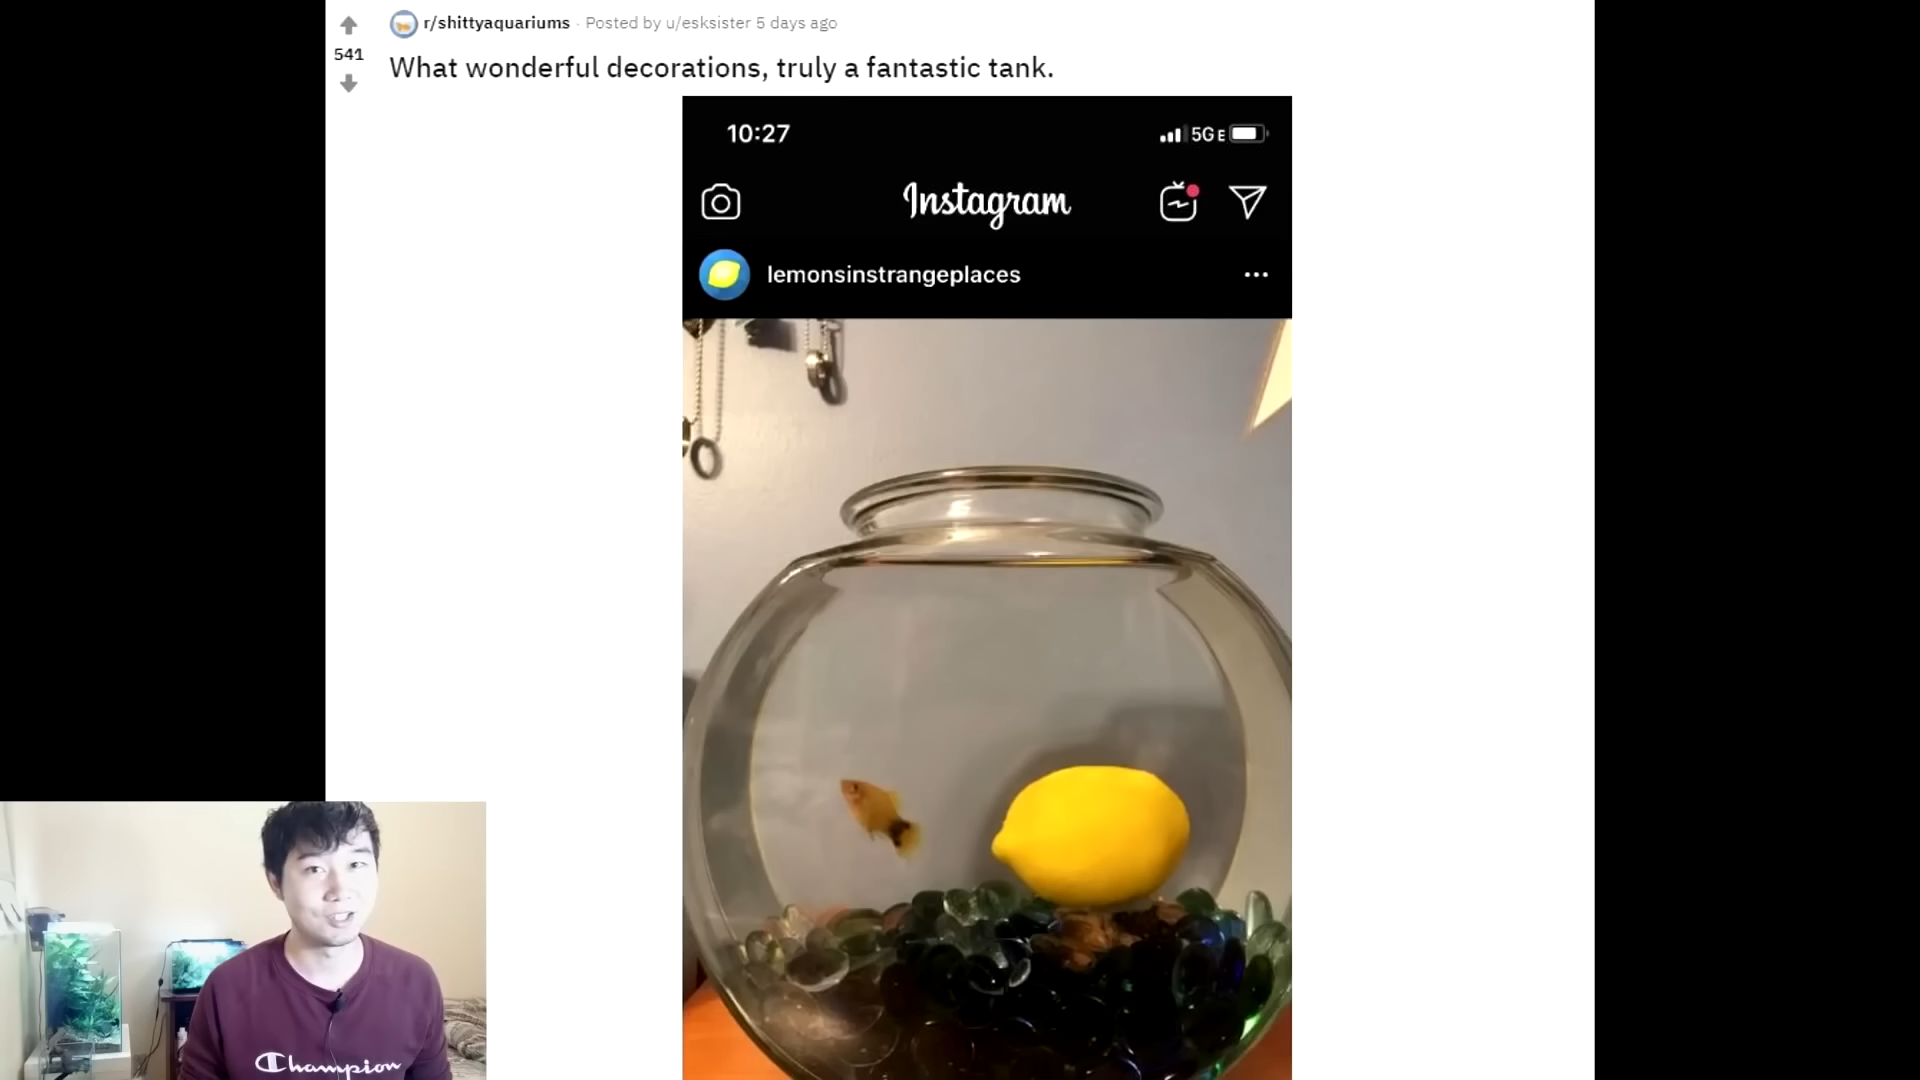 r/shittyaquariums · Posted by u/esksister 5 days ago
541
What wonderful decorations, truly a fantastic tank.
10:27
5GE
Instagram
lemonsinstrangeplaces
Champion